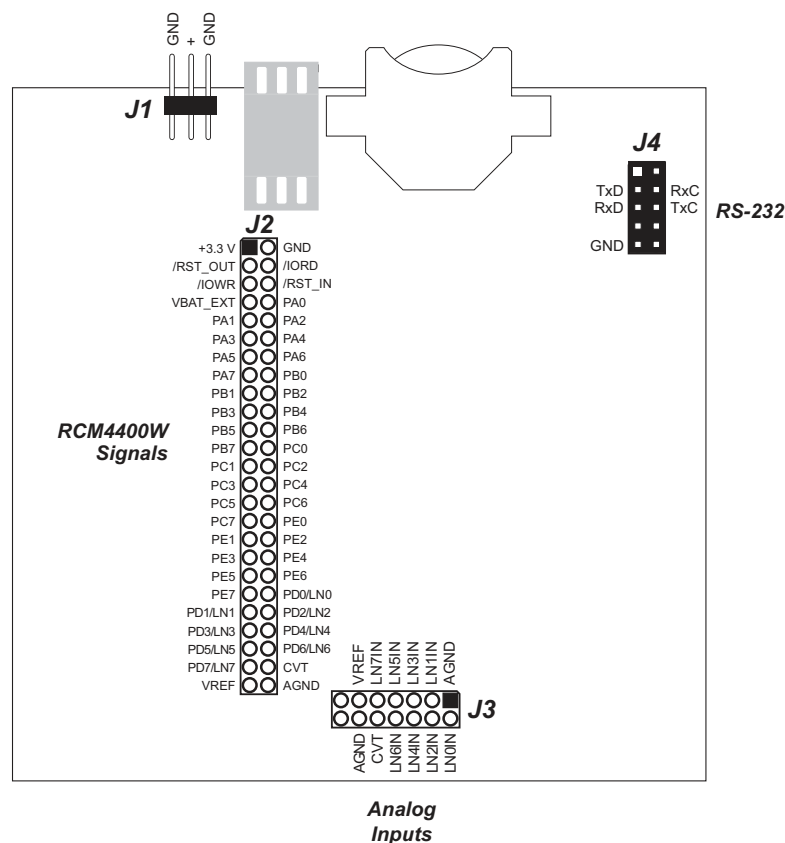 GND
+
GND
J1
J4
TxD RxC
RxD TxC
GND
RS-232
J2
+3.3 V GND
/RST_OUT /IORD
/IOWR /RST_IN
VBAT_EXT PA0
PA1 PA2
PA3 PA4
PA5 PA6
PA7 PB0
PB1 PB2
PB3 PB4
PB5 PB6
PB7 PC0
PC1 PC2
PC3 PC4
PC5 PC6
PC7 PE0
PE1 PE2
PE3 PE4
PE5 PE6
PE7 PD0/LN0
PD1/LN1 PD2/LN2
PD3/LN3 PD4/LN4
PD5/LN5 PD6/LN6
PD7/LN7 CVT
VREF AGND
RCM4400W
Signals
VREF
LN7IN
LN5IN
LN3IN
LN1IN
AGND
J3
AGND
CVT
LN6IN
LN4IN
LN2IN
LN0IN
Analog
Inputs